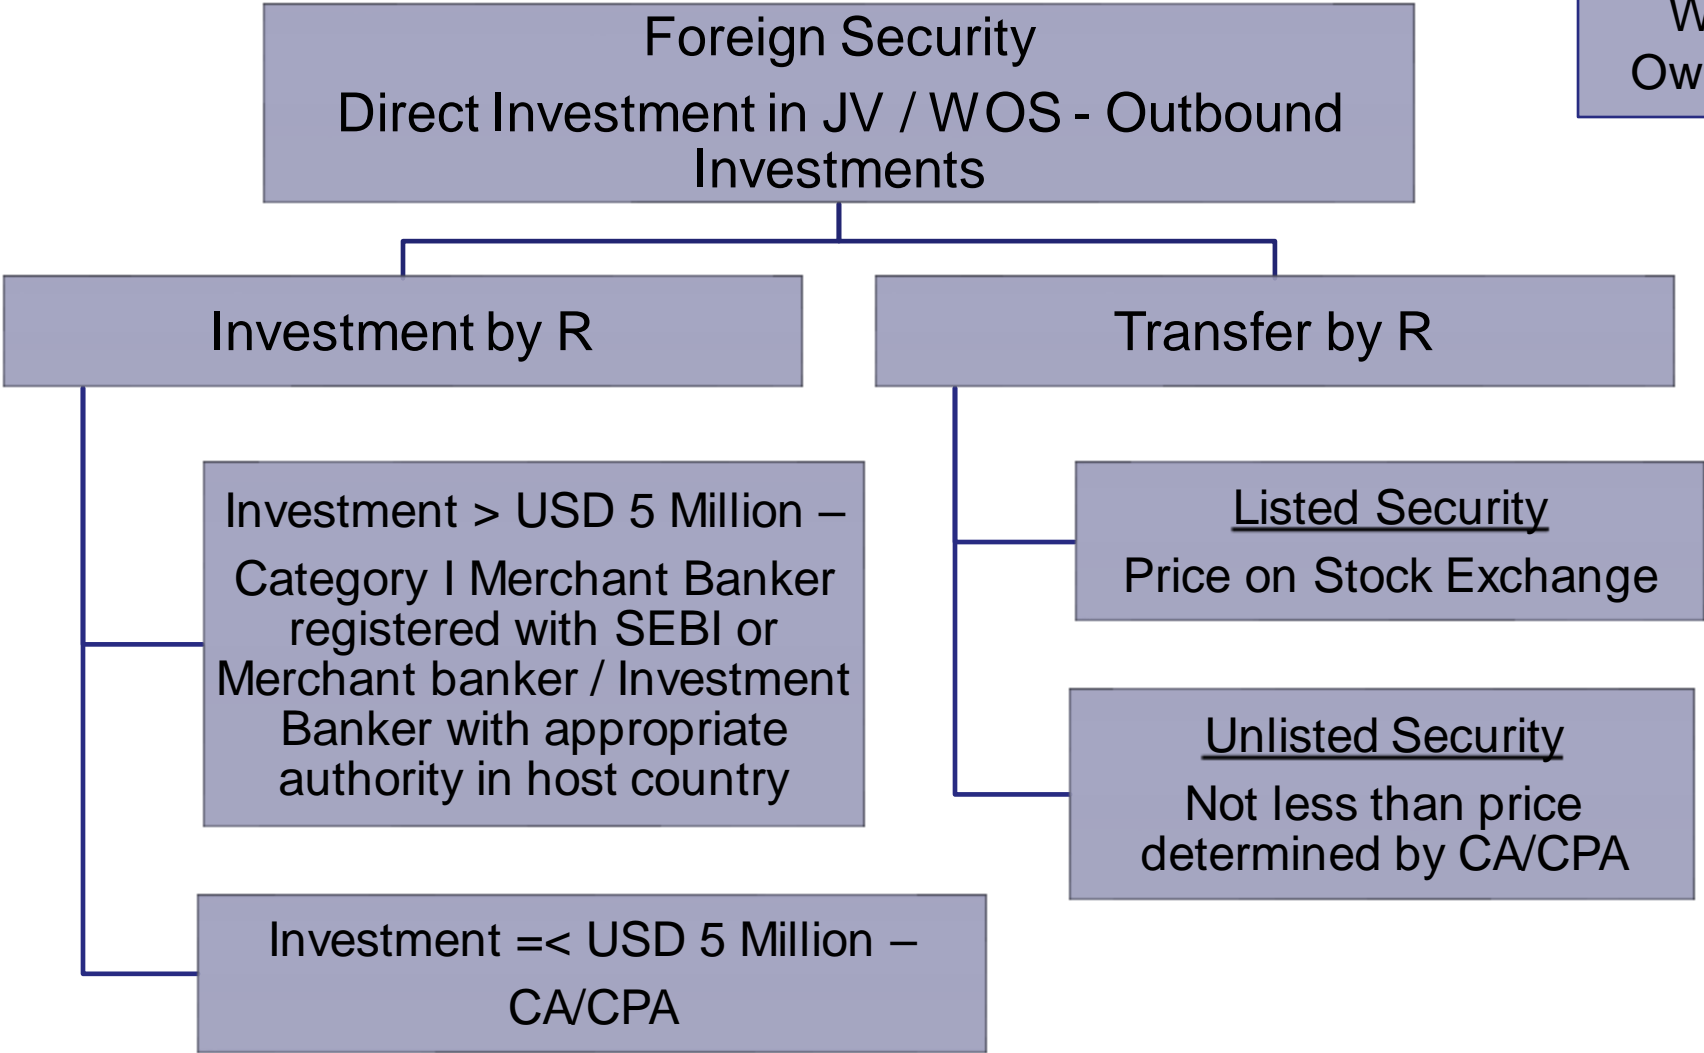 Foreign Security
Direct Investment in JV / WOS - Outbound
Investments
Investment by R
Transfer by R
Investment > USD 5 Million –
Category I Merchant Banker
registered with SEBI or
Merchant banker / Investment
Banker with appropriate
authority in host country
Investment =< USD 5 Million –
CA/CPA
Listed Security
Price on Stock Exchange
Unlisted Security
Not less than price
determined by CA/CPA